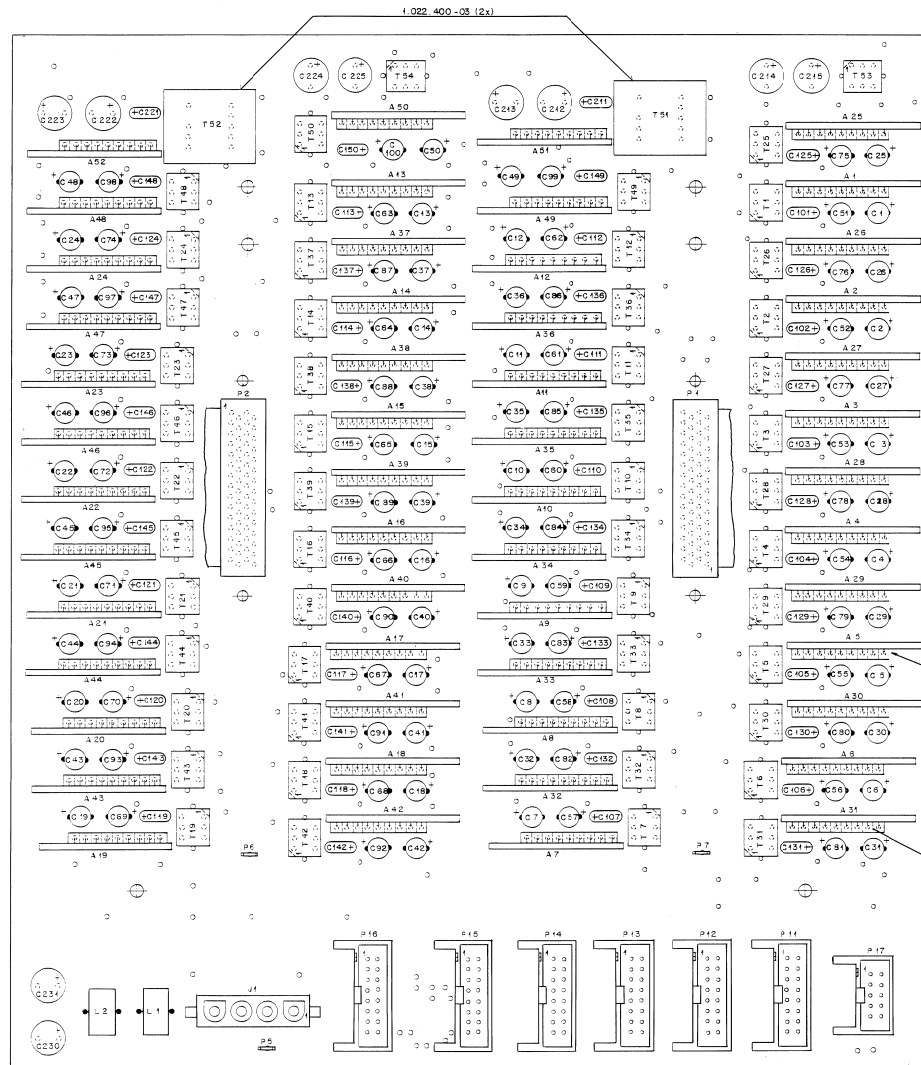 1.022.400-03 (2x)
C224 C225 T54
C214 C215 T53
C223 C222 +C221 T52
C213 C212 +C211 T51
A52 T50 A50 C150+ C100 C50
A51 T25 A25 C125+ C75 C25
C48 C98 +C148 T48 A48
T13 A13 C113+ C63 C13
C49 C99 +C149 T49 A49
T1 A1 C101+ C51 C1
C24 C74 +C124 T24 A24
T37 A37 C137+ C87 C37
C12 C62 +C112 T12 A12
T26 A26 C126+ C76 C26
C47 C97 +C147 T47 A47
T14 A14 C114+ C64 C14
C36 C86 +C136 T36 A36
T2 A2 C102+ C52 C2
C23 C73 +C123 T23 A23
T38 A38 C138+ C88 C38
C11 C61 +C111 T11 A11
T27 A27 C127+ C77 C27
P2 P1
C46 C96 +C146 T46 A46
T15 A15 C115+ C65 C15
C35 C85 +C135 T35 A35
T3 A3 C103+ C53 C3
C22 C72 +C122 T22 A22
T39 A39 C139+ C89 C39
C10 C60 +C110 T10 A10
T28 A28 C128+ C78 C28
C45 C95 +C145 T45 A45
T16 A16 C116+ C66 C16
C34 C84 +C134 T34 A34
T4 A4 C104+ C54 C4
C21 C71 +C121 T21 A21
T40 A40 C140+ C90 C40
C9 C59 +C109 T9 A9
T29 A29 C129+ C79 C29
C44 C94 +C144 T44 A44
T17 A17 C117+ C67 C17
C33 C83 +C133 T33 A33
T5 A5 C105+ C55 C5
C20 C70 +C120 T20 A20
T41 A41 C141+ C91 C41
C8 C58 +C108 T8 A8
T30 A30 C130+ C80 C30
C43 C93 +C143 T43 A43
T18 A18 C118+ C68 C18
C32 C82 +C132 T32 A32
T6 A6 C106+ C56 C6
C19 C69 +C119 T19 A19
T42 A42 C142+ C92 C42
C7 C57 +C107 T7 A7
T31 A31 C131+ C81 C31
P6 P7
P16 P15 P14 P13 P12 P11 P17
C231 L2 L1 J1
C230 P5